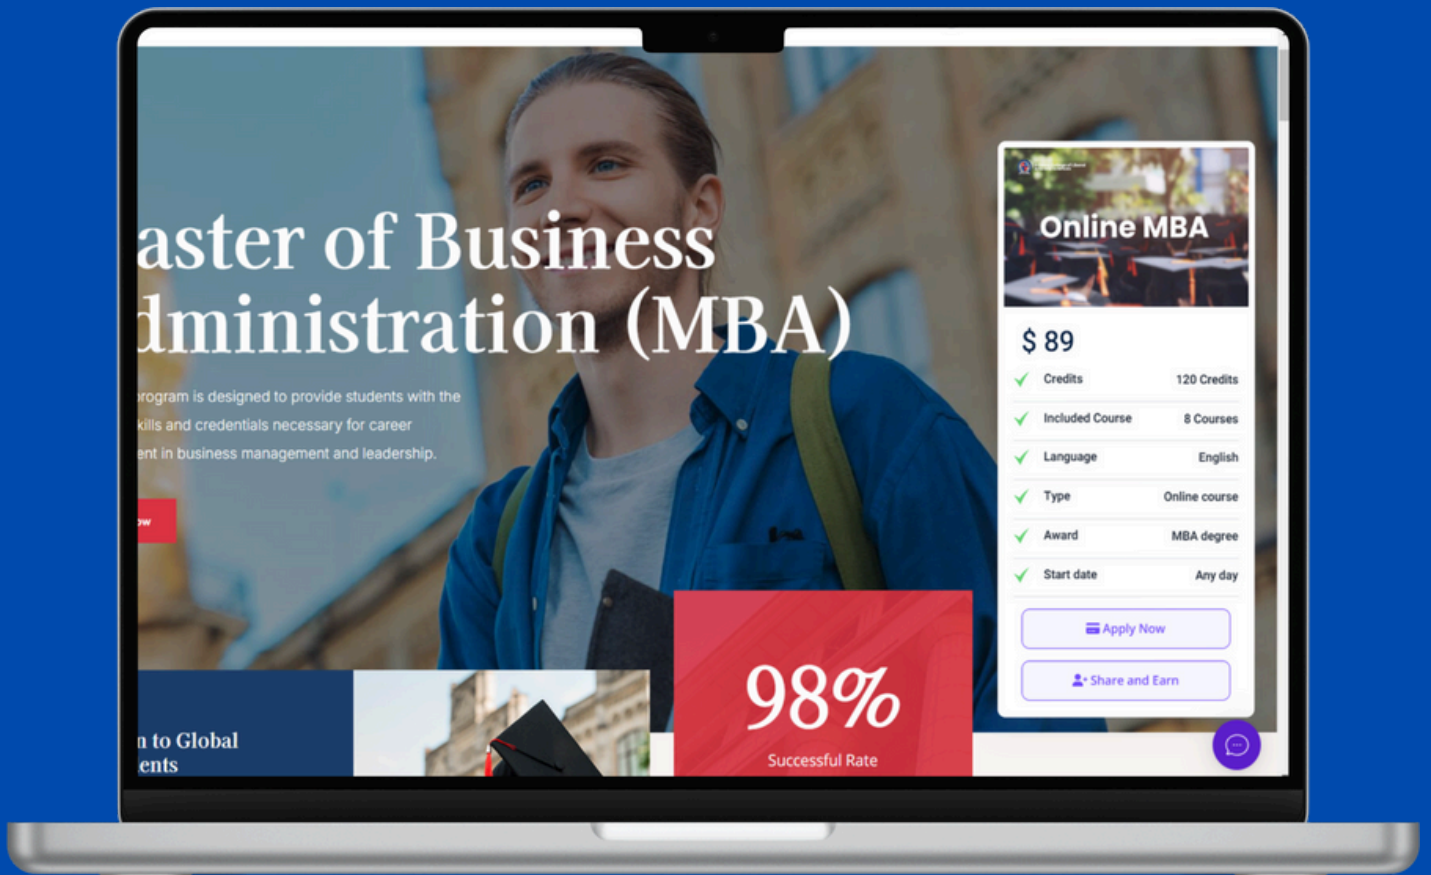 aster of Business
dministration (MBA)
rogram is designed to provide students with the
kills and credentials necessary for career
ent in business management and leadership.
ow
n to Global
ents
98%
Successful Rate
Online MBA
$ 89
Credits 120 Credits
Included Course 8 Courses
Language English
Type Online course
Award MBA degree
Start date Any day
Apply Now
Share and Earn